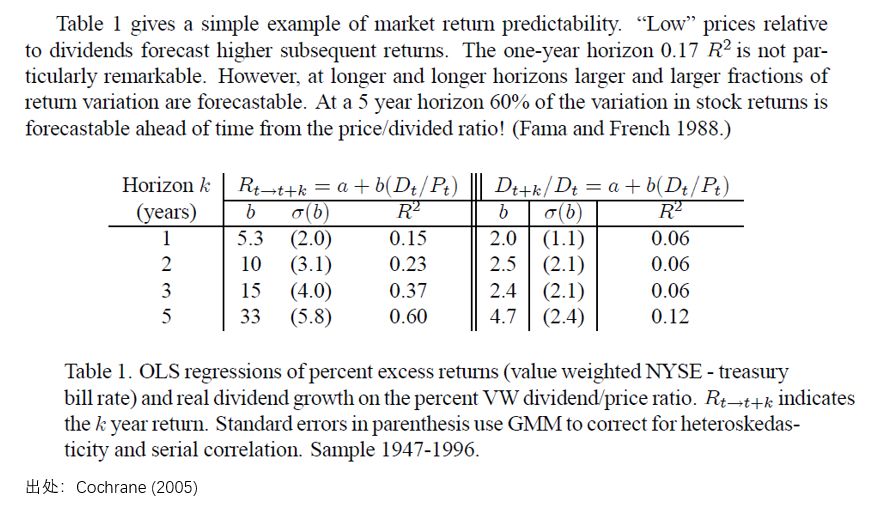 Table 1 gives a simple example of market return predictability. “Low” prices relative
to dividends forecast higher subsequent returns. The one-year horizon 0.17 R² is not par-
ticularly remarkable. However, at longer and longer horizons larger and larger fractions of
return variation are forecastable. At a 5 year horizon 60% of the variation in stock returns is
forecastable ahead of time from the price/divided ratio! (Fama and French 1988.)
Horizon k R_{t→t+k} = a + b(D_t/P_t) D_{t+k}/D_t = a + b(D_t/P_t)
(years) b σ(b) R² b σ(b) R²
1 5.3 (2.0) 0.15 2.0 (1.1) 0.06
2 10 (3.1) 0.23 2.5 (2.1) 0.06
3 15 (4.0) 0.37 2.4 (2.1) 0.06
5 33 (5.8) 0.60 4.7 (2.4) 0.12
Table 1. OLS regressions of percent excess returns (value weighted NYSE - treasury
bill rate) and real dividend growth on the percent VW dividend/price ratio. R_{t→t+k} indicates
the k year return. Standard errors in parenthesis use GMM to correct for heteroskedas-
ticity and serial correlation. Sample 1947-1996.
出处：Cochrane (2005)